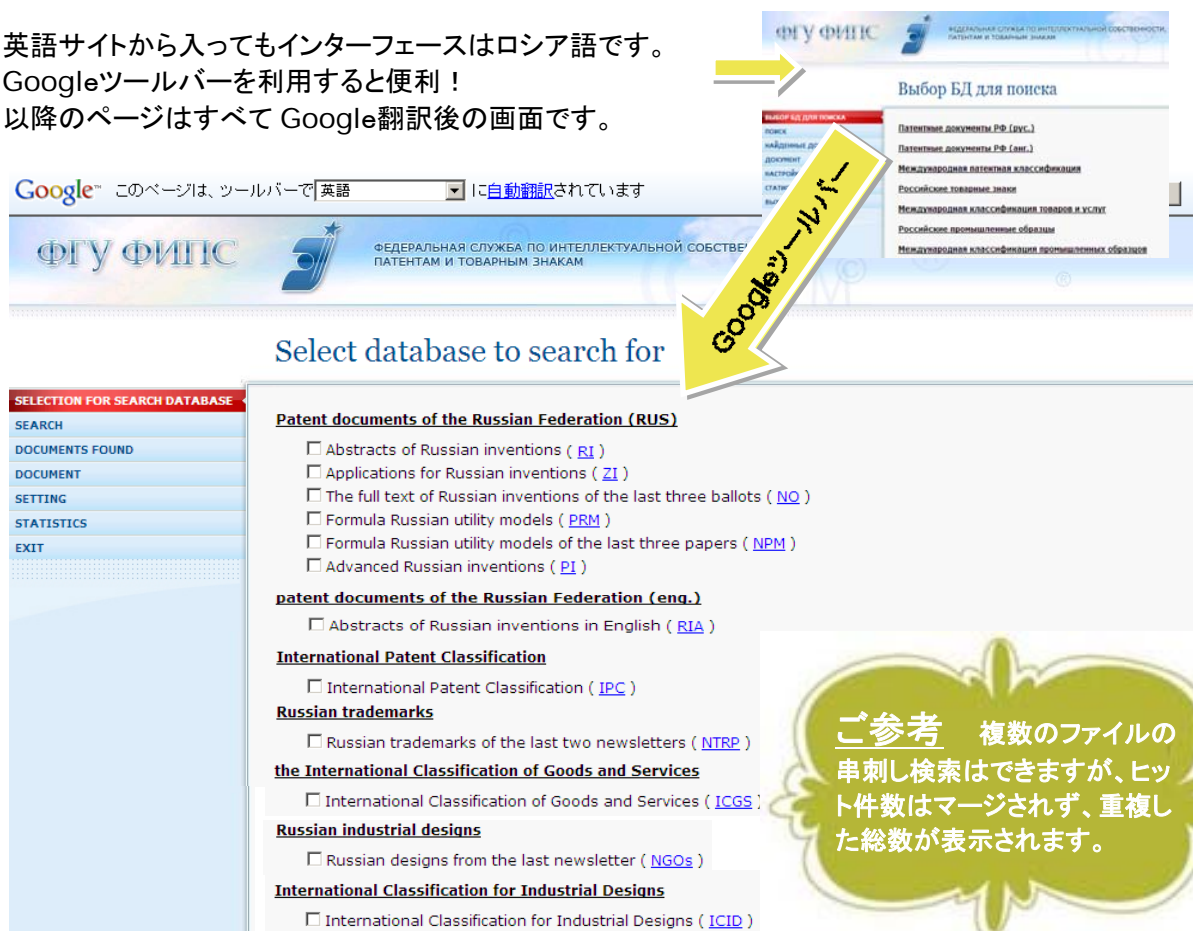 英語サイトから入ってもインターフェースはロシア語です。
Googleツールバーを利用すると便利！
以降のページはすべて Google翻訳後の画面です。
ФГУ ФИПС
ФЕДЕРАЛЬНАЯ СЛУЖБА ПО ИНТЕЛЛЕКТУАЛЬНОЙ СОБСТВЕННОСТИ,
ПАТЕНТАМ И ТОВАРНЫМ ЗНАКАМ
Выбор БД для поиска
ВЫБОР БД ДЛЯ ПОИСКА
ПОИСК
НАЙДЕННЫЕ
ДОКУМЕНТ
Патентные документы РФ (рус.)
Патентные документы РФ (анг.)
Международная патентная классификация
Российские товарные знаки
Международная классификация товаров и услуг
Российские промышленные образцы
Международная классификация промышленных образцов
Googleツールバー
Google™ このページは、ツールバーで 英語 に自動翻訳されています
ФГУ ФИПС
ФЕДЕРАЛЬНАЯ СЛУЖБА ПО ИНТЕЛЛЕКТУАЛЬНОЙ СОБСТВЕ
ПАТЕНТАМ И ТОВАРНЫМ ЗНАКАМ
Select database to search for
SELECTION FOR SEARCH DATABASE
SEARCH
DOCUMENTS FOUND
DOCUMENT
SETTING
STATISTICS
EXIT
Patent documents of the Russian Federation (RUS)
Abstracts of Russian inventions ( RI )
Applications for Russian inventions ( ZI )
The full text of Russian inventions of the last three ballots ( NO )
Formula Russian utility models ( PRM )
Formula Russian utility models of the last three papers ( NPM )
Advanced Russian inventions ( PI )
patent documents of the Russian Federation (eng.)
Abstracts of Russian inventions in English ( RIA )
International Patent Classification
International Patent Classification ( IPC )
Russian trademarks
Russian trademarks of the last two newsletters ( NTRP )
the International Classification of Goods and Services
International Classification of Goods and Services ( ICGS )
Russian industrial designs
Russian designs from the last newsletter ( NGOs )
International Classification for Industrial Designs
International Classification for Industrial Designs ( ICID )
ご参考 複数のファイルの
串刺し検索はできますが、ヒッ
ト件数はマージされず、重複し
た総数が表示されます。